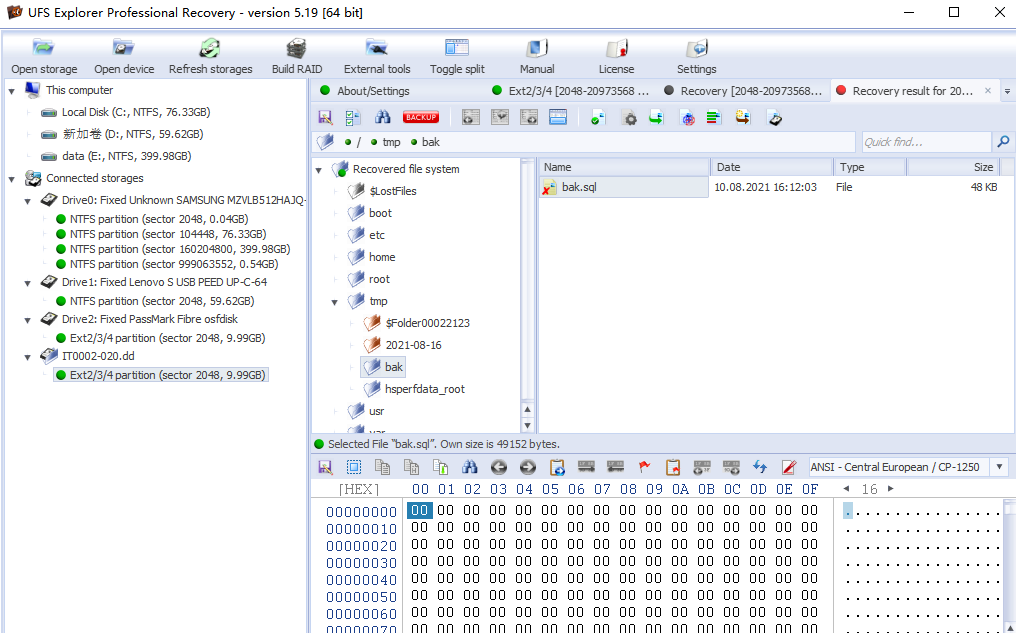 UFS Explorer Professional Recovery - version 5.19 [64 bit]
Open storage Open device Refresh storages Build RAID External tools Toggle split Manual License Settings
This computer
Local Disk (C:, NTFS, 76.33GB)
新加卷 (D:, NTFS, 59.62GB)
data (E:, NTFS, 399.98GB)
Connected storages
Drive0: Fixed Unknown SAMSUNG MZVLB512HAJQ-
NTFS partition (sector 2048, 0.04GB)
NTFS partition (sector 104448, 76.33GB)
NTFS partition (sector 160204800, 399.98GB)
NTFS partition (sector 999063552, 0.54GB)
Drive1: Fixed Lenovo S USB PEED UP-C-64
NTFS partition (sector 2048, 59.62GB)
Drive2: Fixed PassMark Fibre osfdisk
Ext2/3/4 partition (sector 2048, 9.99GB)
IT0002-020.dd
Ext2/3/4 partition (sector 2048, 9.99GB)
About/Settings Ext2/3/4 [2048-20973568 ... Recovery [2048-20973568... Recovery result for 20...
BACKUP
/ tmp bak
Quick find...
Recovered file system
$LostFiles
boot
etc
home
root
tmp
$Folder00022123
2021-08-16
bak
hsperfdata_root
usr
var
Name Date Type Size
bak.sql 10.08.2021 16:12:03 File 48 KB
Selected File "bak.sql". Own size is 49152 bytes.
ANSI - Central European / CP-1250
[HEX] 00 01 02 03 04 05 06 07 08 09 0A 0B 0C 0D 0E 0F 16
00000000 00 00 00 00 00 00 00 00 00 00 00 00 00 00 00 00 ................
00000010 00 00 00 00 00 00 00 00 00 00 00 00 00 00 00 00 ................
00000020 00 00 00 00 00 00 00 00 00 00 00 00 00 00 00 00 ................
00000030 00 00 00 00 00 00 00 00 00 00 00 00 00 00 00 00 ................
00000040 00 00 00 00 00 00 00 00 00 00 00 00 00 00 00 00 ................
00000050 00 00 00 00 00 00 00 00 00 00 00 00 00 00 00 00 ................
00000060 00 00 00 00 00 00 00 00 00 00 00 00 00 00 00 00 ................
00000070 00 00 00 00 00 00 00 00 00 00 00 00 00 00 00 00 ................